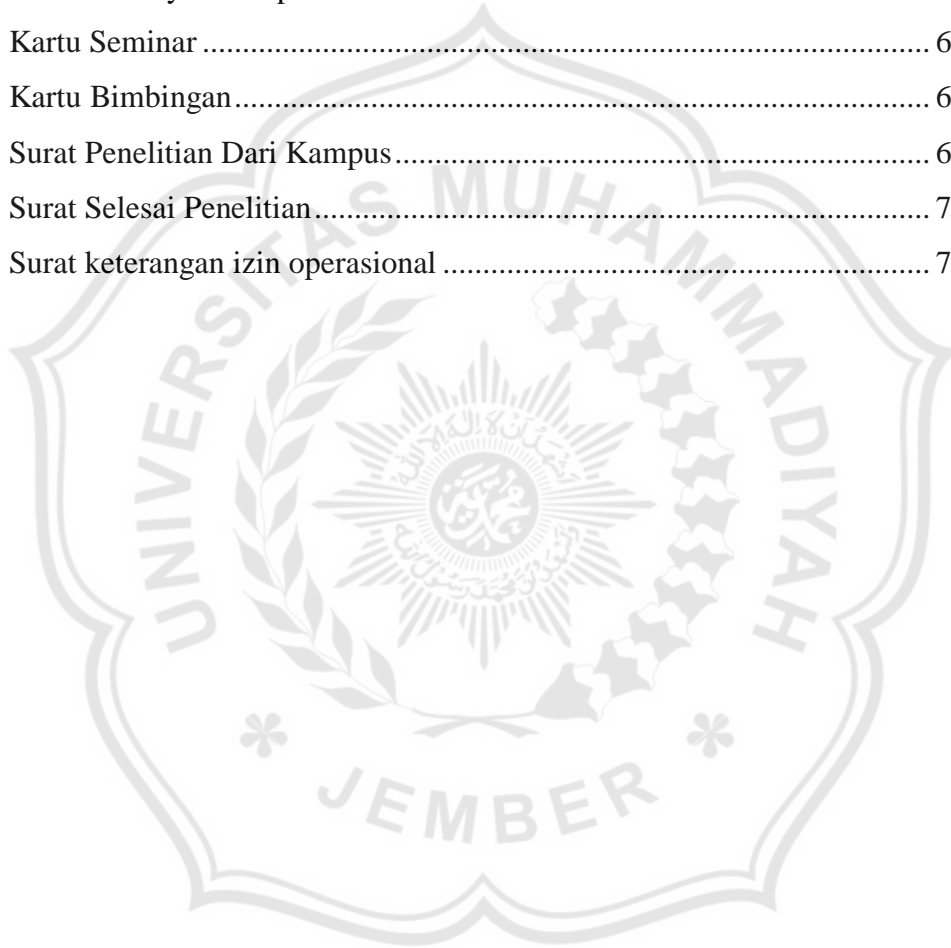 Kartu Seminar ........................................................................................... 6
Kartu Bimbingan....................................................................................... 6
Surat Penelitian Dari Kampus................................................................... 6
Surat Selesai Penelitian............................................................................. 7
Surat keterangan izin operasional ............................................................. 7
UNIVERSITAS MUHAMMADIYAH
JEMBER